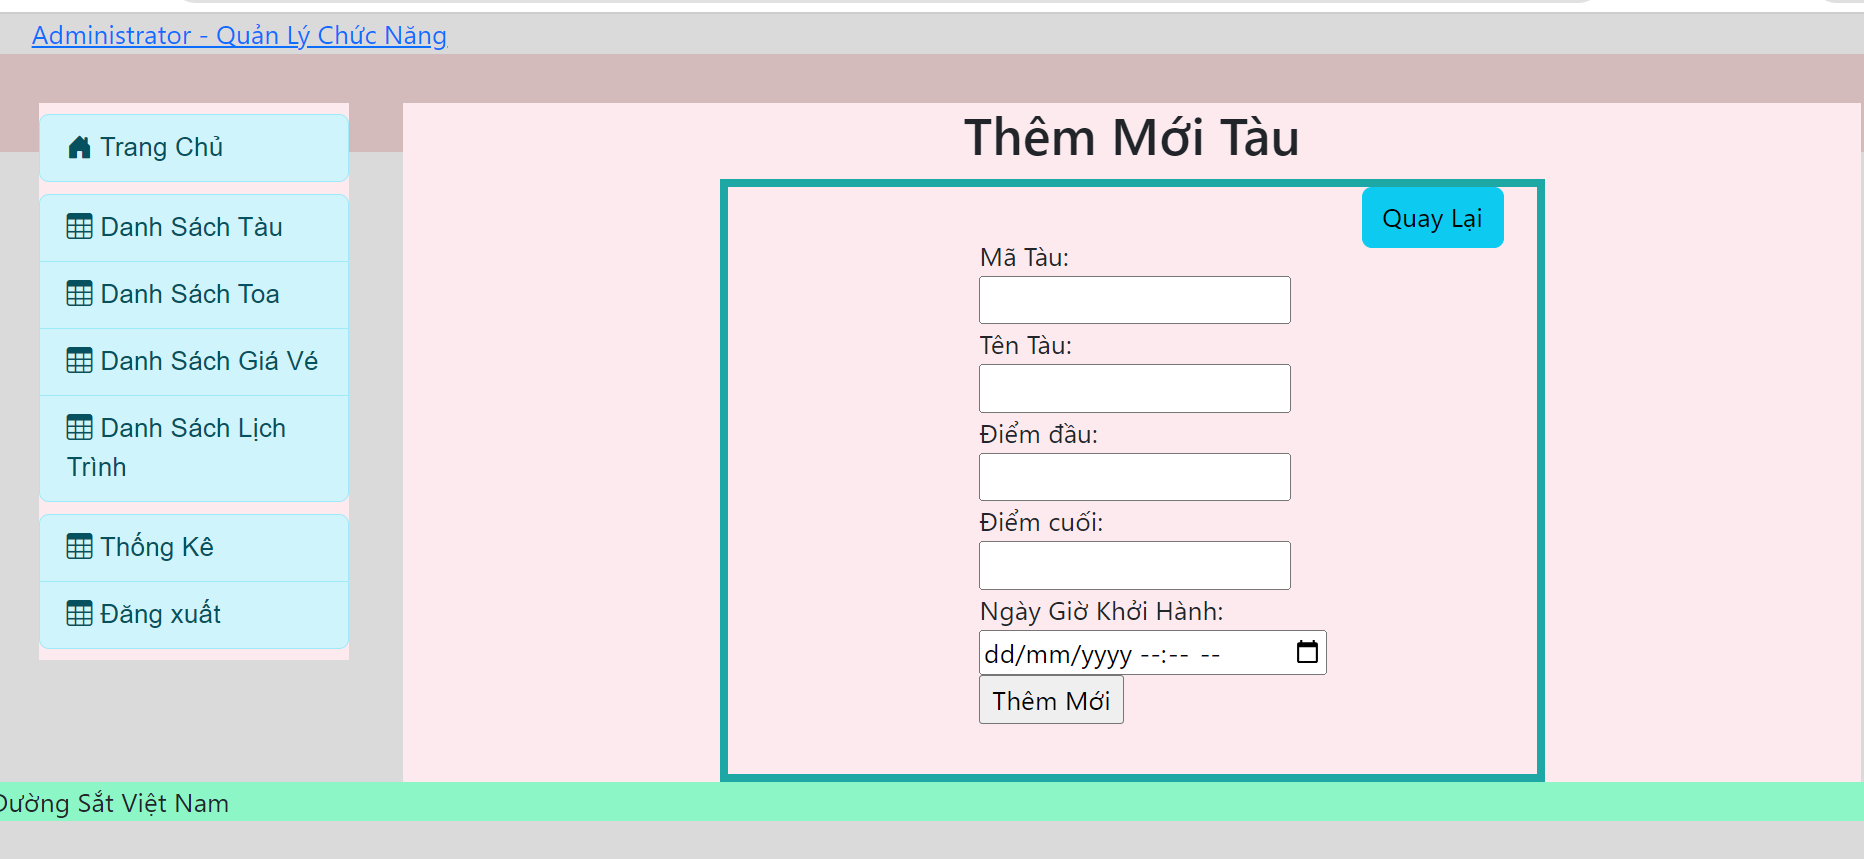 Administrator - Quản Lý Chức Năng
Trang Chủ
Danh Sách Tàu
Danh Sách Toa
Danh Sách Giá Vé
Danh Sách Lịch
Trình
Thống Kê
Đăng xuất
Thêm Mới Tàu
Quay Lại
Mã Tàu:
Tên Tàu:
Điểm đầu:
Điểm cuối:
Ngày Giờ Khởi Hành:
dd/mm/yyyy --:-- --
Thêm Mới
Đường Sắt Việt Nam